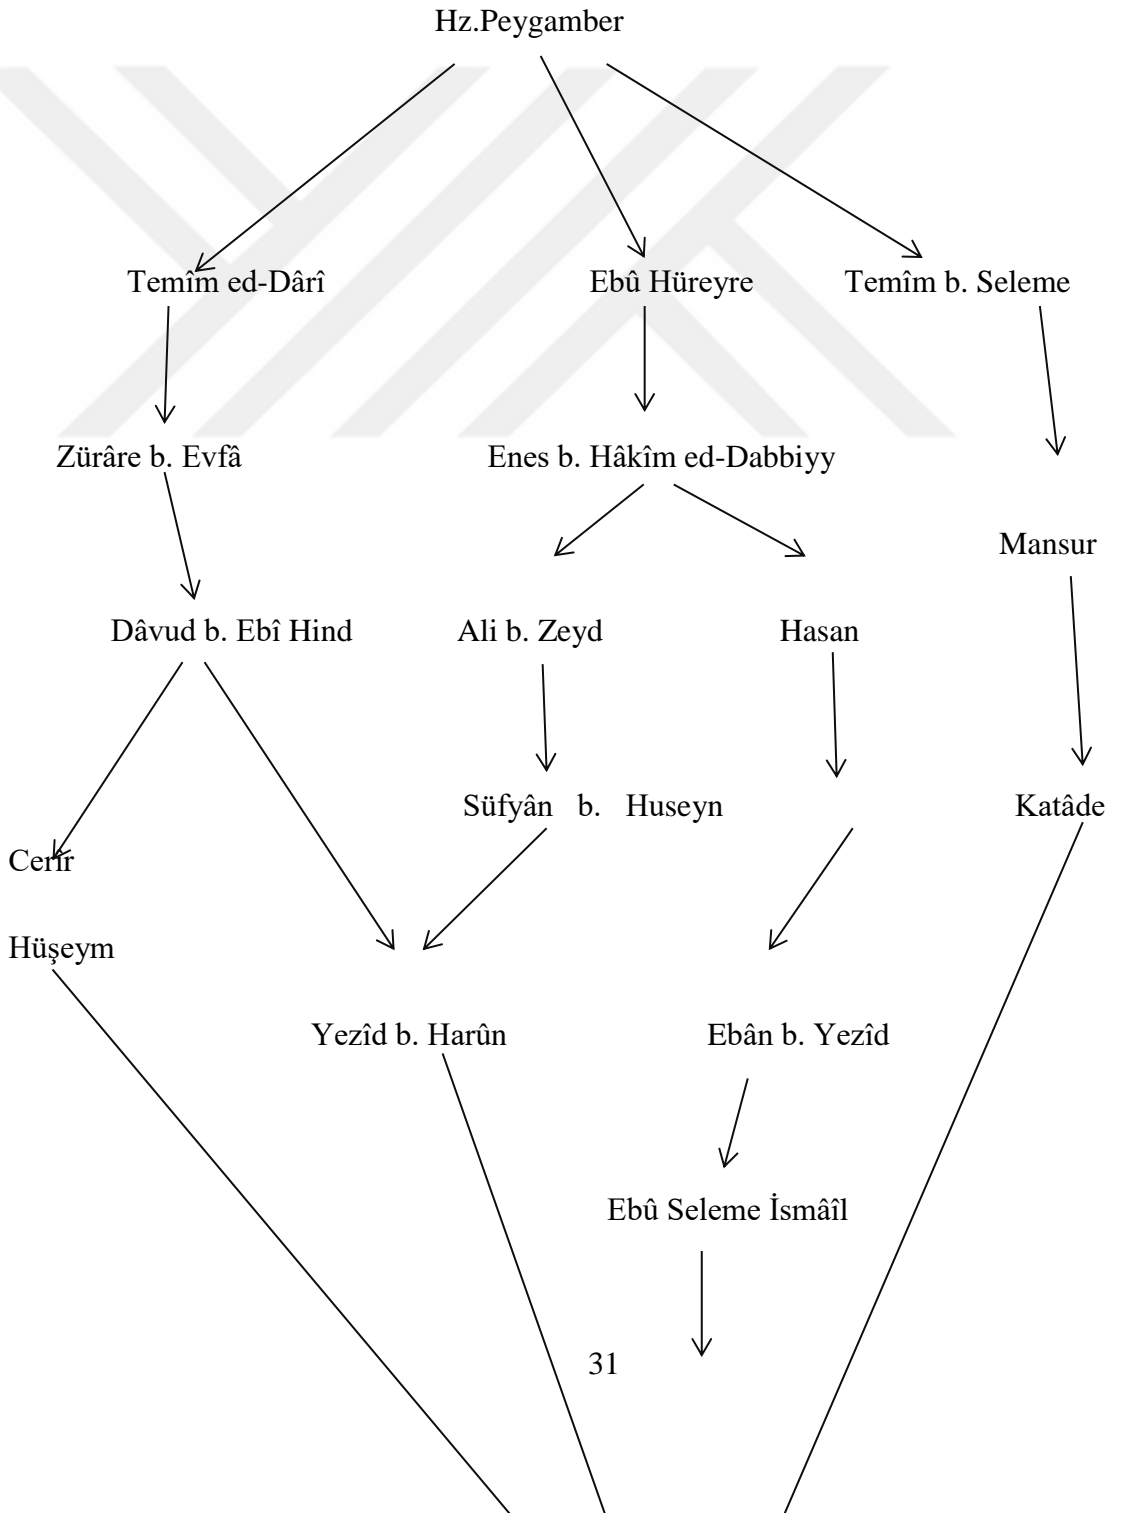 Hz.Peygamber
Temîm ed-Dârî Ebû Hüreyre Temîm b. Seleme
Zürâre b. Evfâ Enes b. Hâkîm ed-Dabbiyy
Mansur
Dâvud b. Ebî Hind Ali b. Zeyd Hasan
Süfyân b. Huseyn Katâde
Cerîr
Hüşeym
Yezîd b. Harûn Ebân b. Yezîd
Ebû Seleme İsmâîl
31